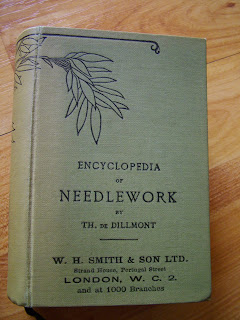 ENCYCLOPEDIA
OF
NEEDLEWORK
BY
TH. DE DILLMONT
W. H. SMITH & SON LTD.
Strand House, Portugal Street
LONDON, W. C. 2.
and at 1000 Branches